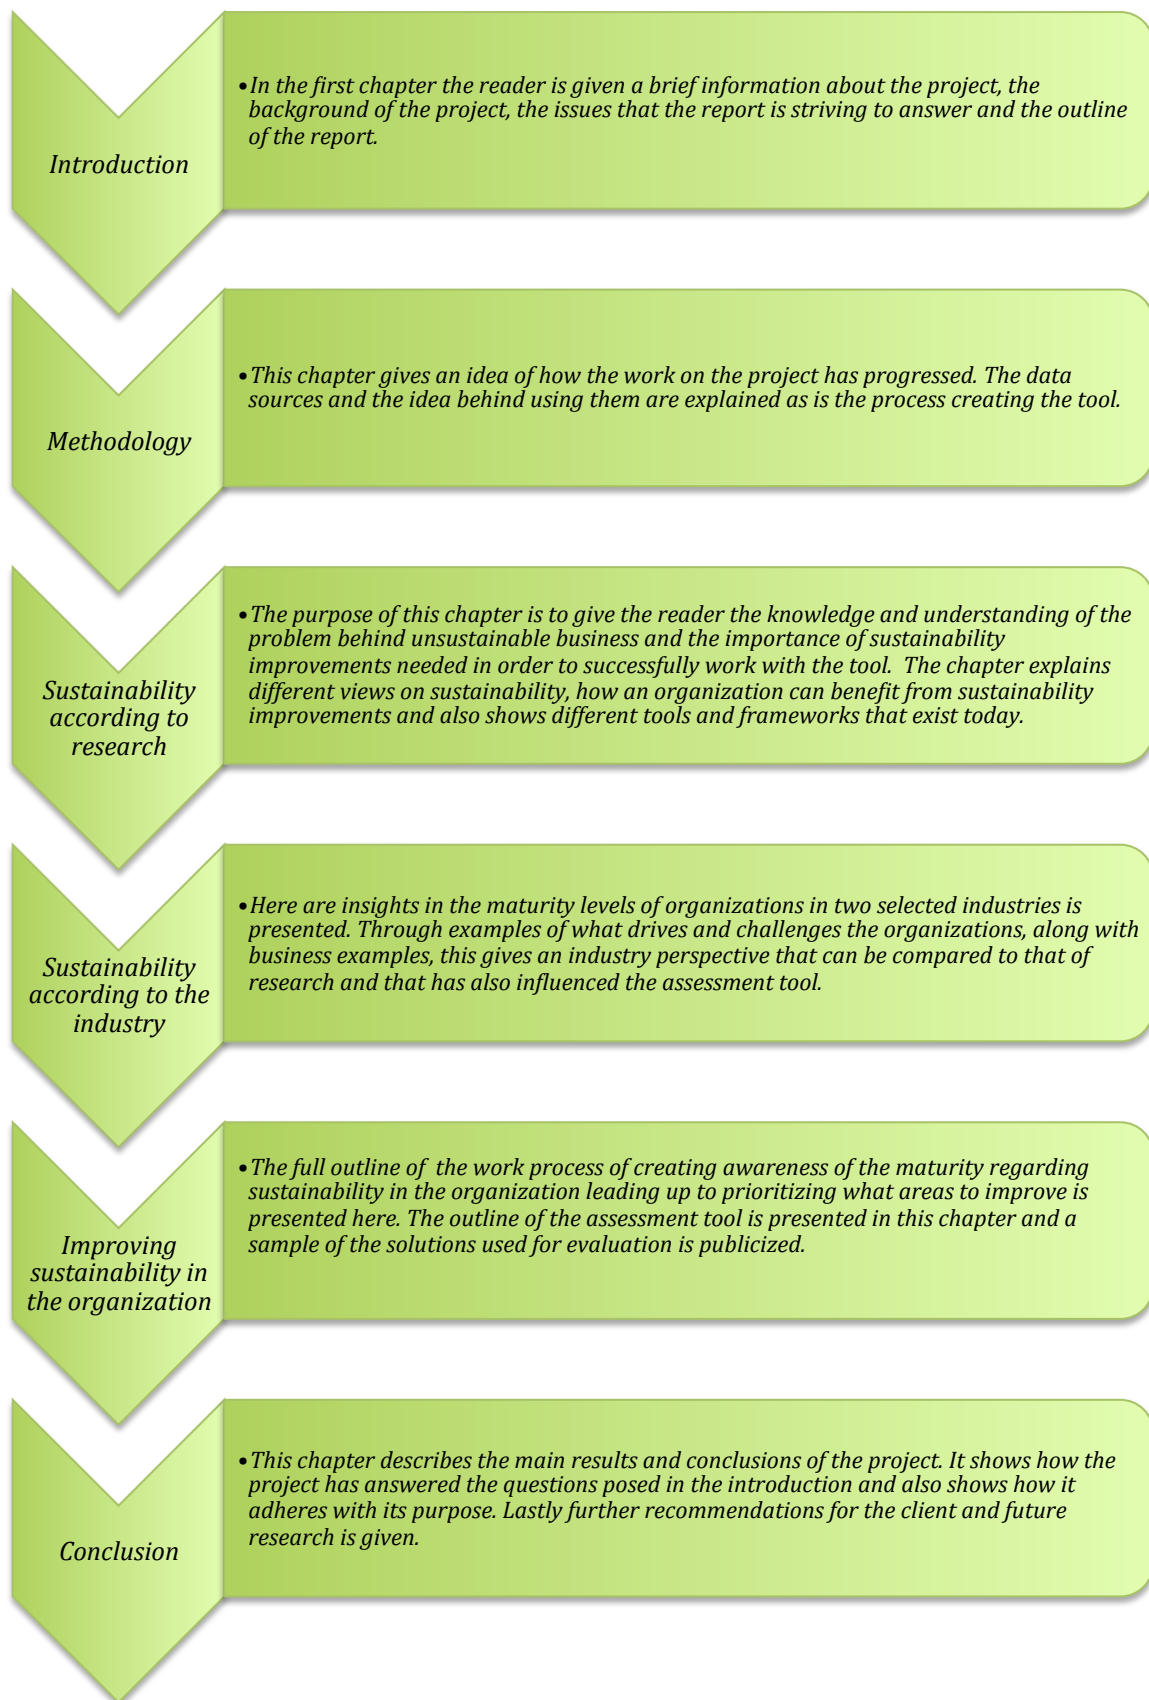 Introduction
•In the first chapter the reader is given a brief information about the project, the
background of the project, the issues that the report is striving to answer and the outline
of the report.
Methodology
•This chapter gives an idea of how the work on the project has progressed. The data
sources and the idea behind using them are explained as is the process creating the tool.
Sustainability
according to
research
•The purpose of this chapter is to give the reader the knowledge and understanding of the
problem behind unsustainable business and the importance of sustainability
improvements needed in order to successfully work with the tool.  The chapter explains
different views on sustainability, how an organization can benefit from sustainability
improvements and also shows different tools and frameworks that exist today.
Sustainability
according to the
industry
•Here are insights in the maturity levels of organizations in two selected industries is
presented. Through examples of what drives and challenges the organizations, along with
business examples, this gives an industry perspective that can be compared to that of
research and that has also influenced the assessment tool.
Improving
sustainability in
the organization
•The full outline of  the work process of creating awareness of the maturity regarding
sustainability in the organization leading up to prioritizing what areas to improve is
presented here. The outline of the assessment tool is presented in this chapter and a
sample of the solutions used for evaluation is publicized.
Conclusion
•This chapter describes the main results and conclusions of the project. It shows how the
project has answered the questions posed in the introduction and also shows how it
adheres with its purpose. Lastly further recommendations for the client and future
research is given.